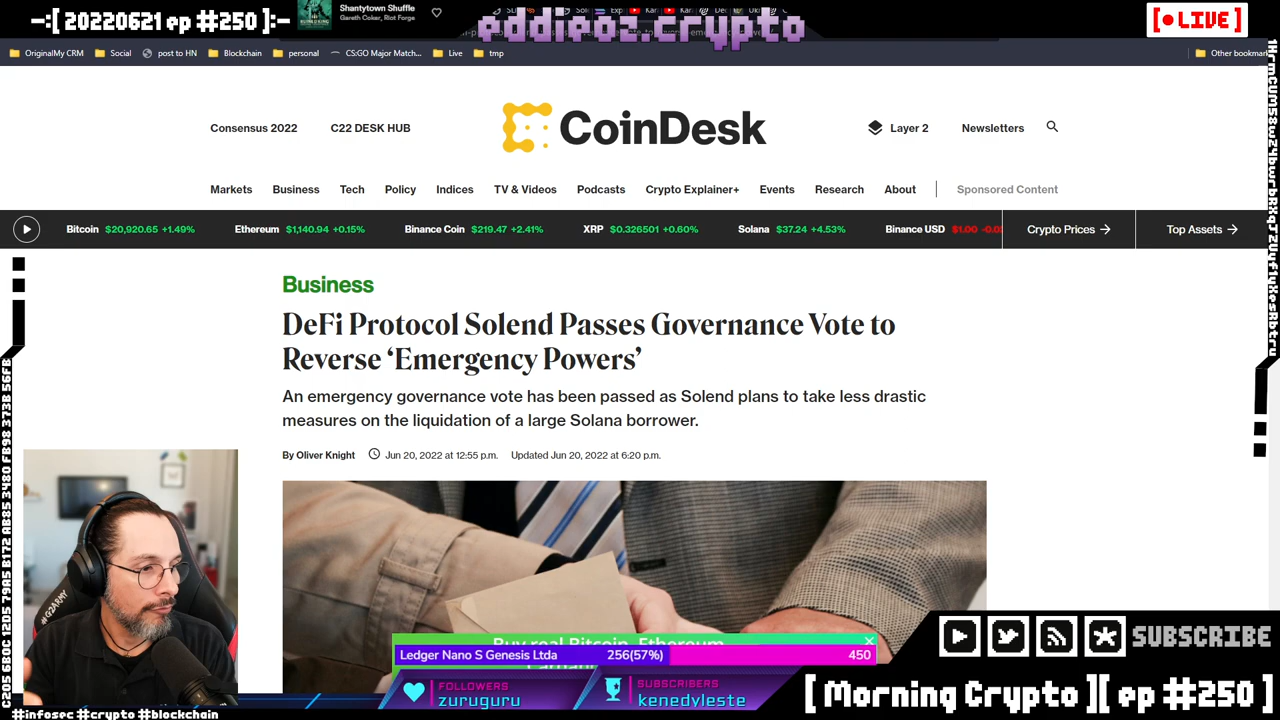 -:[ 20220621 ep #250 ]:-
Shantytown Shuffle
Gareth Coker, Riot Forge
eddieoz.crypto
[ LIVE ]
OriginalMy CRM
Social
post to HN
Blockchain
personal
CS:GO Major Match...
Live
tmp
Other bookmar
Consensus 2022
C22 DESK HUB
CoinDesk
Layer 2
Newsletters
Markets
Business
Tech
Policy
Indices
TV & Videos
Podcasts
Crypto Explainer+
Events
Research
About
Sponsored Content
Bitcoin $20,920.65 +1.49%
Ethereum $1,140.94 +0.15%
Binance Coin $219.47 +2.41%
XRP $0.326501 +0.60%
Solana $37.24 +4.53%
Binance USD $1.00
Crypto Prices →
Top Assets →
Business
DeFi Protocol Solend Passes Governance Vote to
Reverse ‘Emergency Powers’
An emergency governance vote has been passed as Solend plans to take less drastic
measures on the liquidation of a large Solana borrower.
By Oliver Knight
Jun 20, 2022 at 12:55 p.m.
Updated Jun 20, 2022 at 6:20 p.m.
#G2ARMY
Buy real Bitcoin, Ethereum,
Ledger Nano S Genesis Ltda 256(57%) 450
FOLLOWERS
zuruguru
SUBSCRIBERS
kenedyleste
SUBSCRIBE
[ Morning Crypto ][ ep #250 ]
#infosec #crypto #blockchain